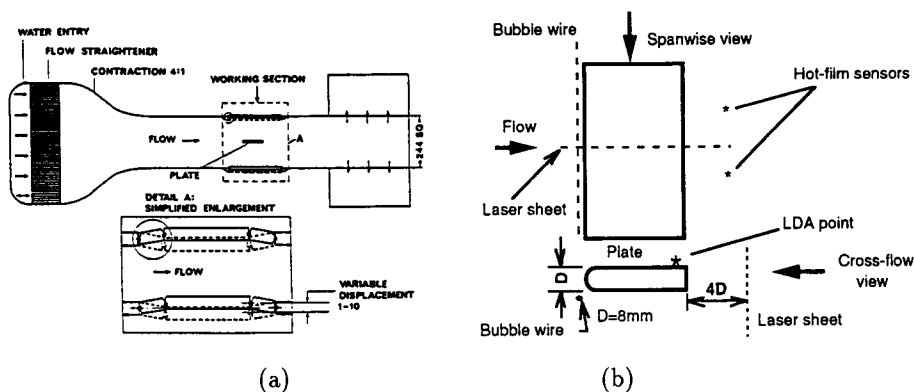 WATER ENTRY
FLOW STRAIGHTENER
CONTRACTION 4:1
WORKING SECTION
FLOW
A
244 SQ
PLATE
DETAIL A:
SIMPLIFIED ENLARGEMENT
FLOW
VARIABLE
DISPLACEMENT
1-10
(a)
Bubble wire
Spanwise view
Hot-film sensors
Flow
Laser sheet
LDA point
Plate
D
Cross-flow
view
4D
D=8mm
Bubble wire
Laser sheet
(b)